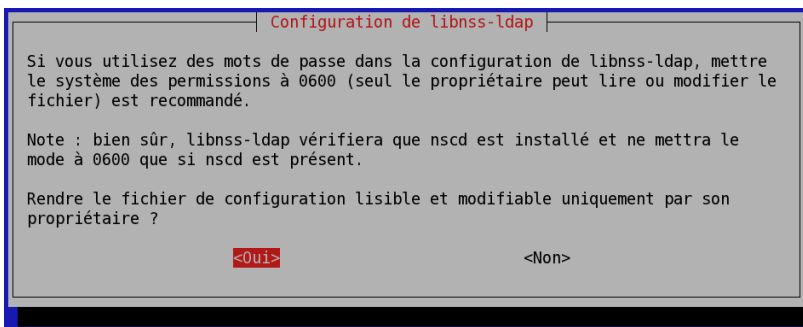 Configuration de libnss-ldap
Si vous utilisez des mots de passe dans la configuration de libnss-ldap, mettre
le système des permissions à 0600 (seul le propriétaire peut lire ou modifier le
fichier) est recommandé.
Note : bien sûr, libnss-ldap vérifiera que nscd est installé et ne mettra le
mode à 0600 que si nscd est présent.
Rendre le fichier de configuration lisible et modifiable uniquement par son
propriétaire ?
<Oui> <Non>